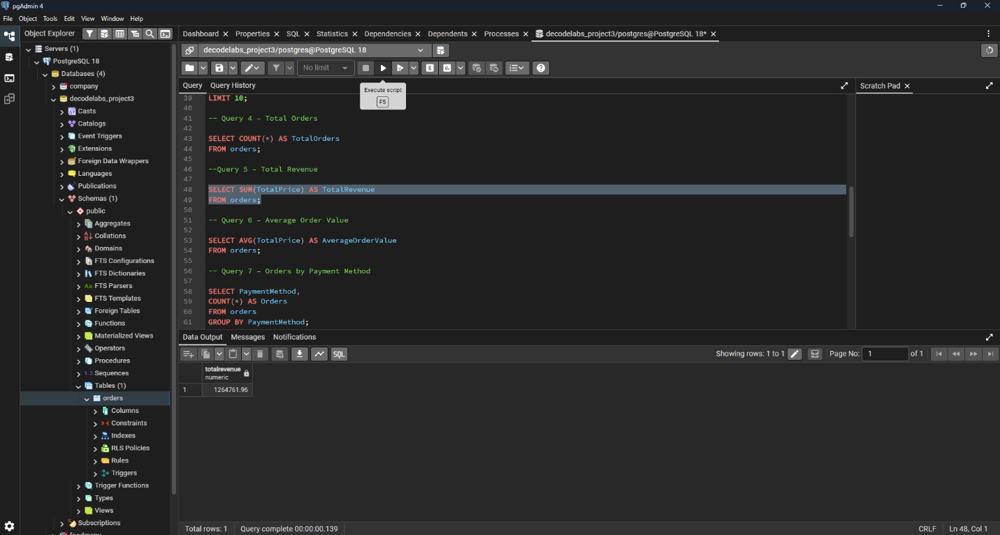 pgAdmin 4
File Object Tools Edit View Window Help
Object Explorer
Dashboard Properties SQL Statistics Dependencies Dependents Processes decodelabs_project3/postgres@PostgreSQL 18*
Servers (1)
PostgreSQL 18
Databases (4)
company
decodelabs_project3
Casts
Catalogs
Event Triggers
Extensions
Foreign Data Wrappers
Languages
Publications
Schemas (1)
public
Aggregates
Collations
Domains
FTS Configurations
FTS Dictionaries
FTS Parsers
FTS Templates
Foreign Tables
Functions
Materialized Views
Operators
Procedures
1..3 Sequences
Tables (1)
orders
Columns
Constraints
Indexes
RLS Policies
Rules
Triggers
Trigger Functions
Types
Views
Subscriptions
decodelabs_project3/postgres@PostgreSQL 18
No limit
E
Query Query History
Execute script
F5
Scratch Pad
39 LIMIT 10;
40
41 -- Query 4 – Total Orders
42
43 SELECT COUNT(*) AS TotalOrders
44 FROM orders;
45
46 --Query 5 – Total Revenue
47
48 SELECT SUM(TotalPrice) AS TotalRevenue
49 FROM orders;
50
51 -- Query 6 – Average Order Value
52
53 SELECT AVG(TotalPrice) AS AverageOrderValue
54 FROM orders;
55
56 -- Query 7 – Orders by Payment Method
57
58 SELECT PaymentMethod,
59 COUNT(*) AS Orders
60 FROM orders
61 GROUP BY PaymentMethod;
Data Output Messages Notifications
SQL
Showing rows: 1 to 1
Page No: 1 of 1
totalrevenue
numeric
1 1264761.96
Total rows: 1 Query complete 00:00:00.139
CRLF Ln 48, Col 1